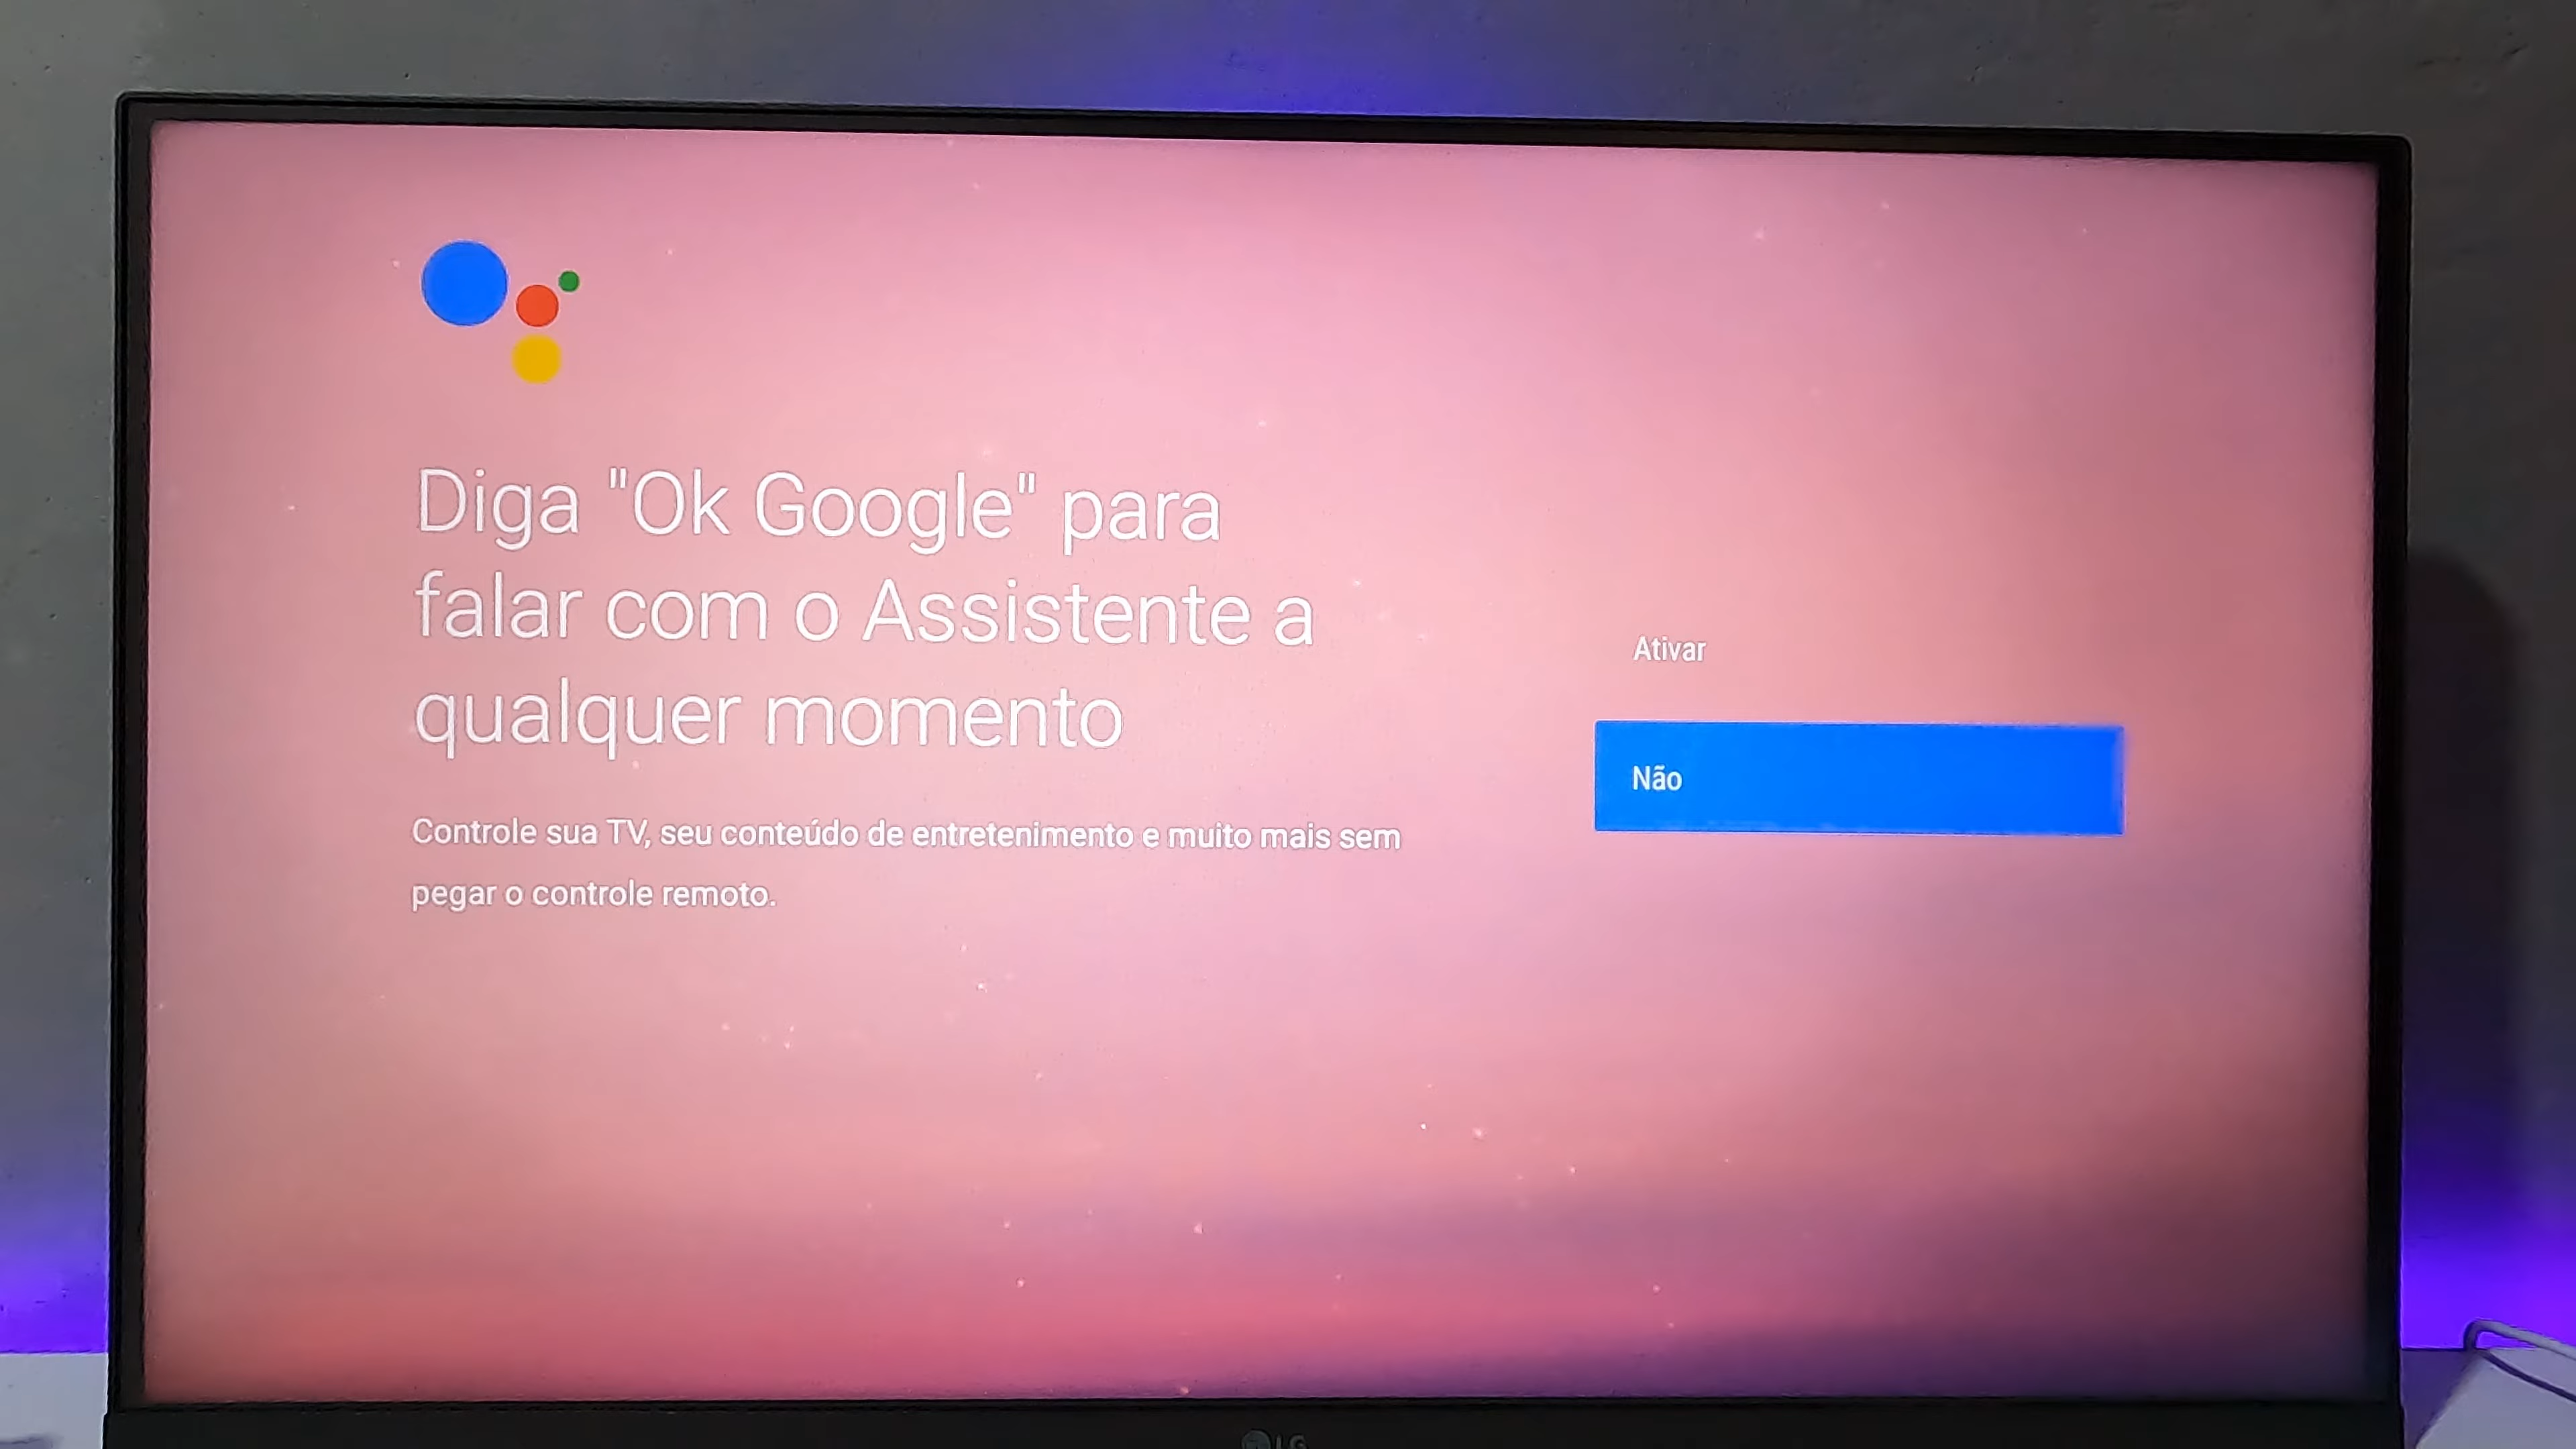 Diga "Ok Google" para
falar com o Assistente a
qualquer momento
Controle sua TV, seu conteúdo de entretenimento e muito mais sem
pegar o controle remoto.
Ativar
Não
LG